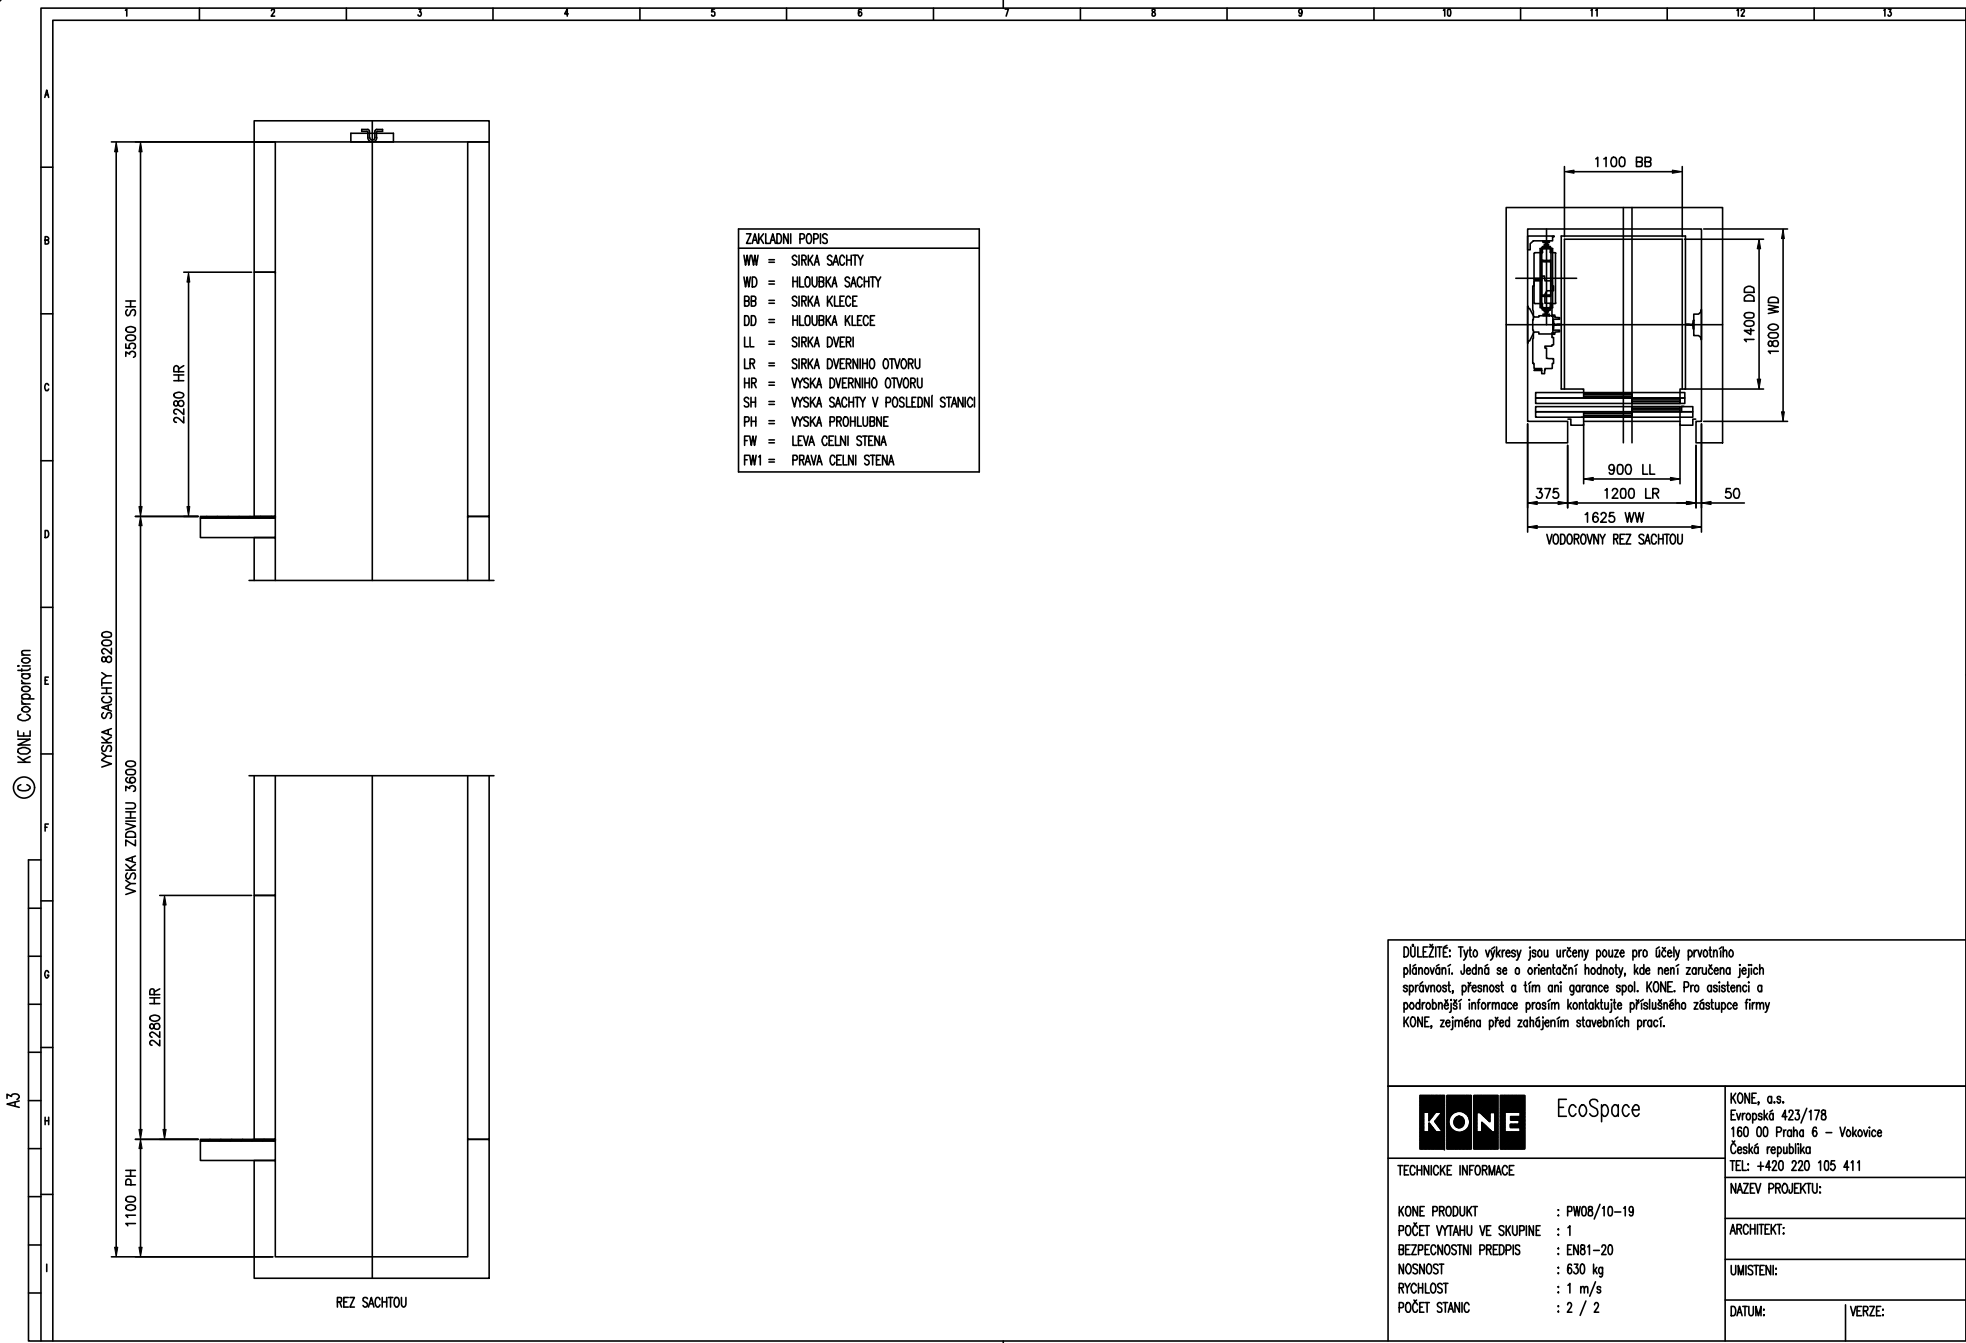 1 2 3 4 5 6 7 8 9 10 11 12 13
A
B
C
D
E
F
G
H
I
© KONE Corporation
A3
VYSKA SACHTY 8200
3500 SH
2280 HR
VYSKA ZDVIHU 3600
2280 HR
1100 PH
REZ SACHTOU
ZAKLADNI POPIS
WW = SIRKA SACHTY
WD = HLOUBKA SACHTY
BB = SIRKA KLECE
DD = HLOUBKA KLECE
LL = SIRKA DVERI
LR = SIRKA DVERNIHO OTVORU
HR = VYSKA DVERNIHO OTVORU
SH = VYSKA SACHTY V POSLEDNÍ STANICI
PH = VYSKA PROHLUBNE
FW = LEVA CELNI STENA
FW1 = PRAVA CELNI STENA
1100 BB
1400 DD
1800 WD
900 LL
375 1200 LR 50
1625 WW
VODOROVNY REZ SACHTOU
DŮLEŽITÉ: Tyto výkresy jsou určeny pouze pro účely prvotního
plánování. Jedná se o orientační hodnoty, kde není zaručena jejich
správnost, přesnost a tím ani garance spol. KONE. Pro asistenci a
podrobnější informace prosím kontaktujte příslušného zástupce firmy
KONE, zejména před zahájením stavebních prací.
KONE
EcoSpace
KONE, a.s.
Evropská 423/178
160 00 Praha 6 – Vokovice
Česká republika
TEL: +420 220 105 411
TECHNICKE INFORMACE
KONE PRODUKT : PW08/10-19
POČET VYTAHU VE SKUPINE : 1
BEZPECNOSTNI PREDPIS : EN81-20
NOSNOST : 630 kg
RYCHLOST : 1 m/s
POČET STANIC : 2 / 2
NAZEV PROJEKTU:
ARCHITEKT:
UMISTENI:
DATUM: VERZE: